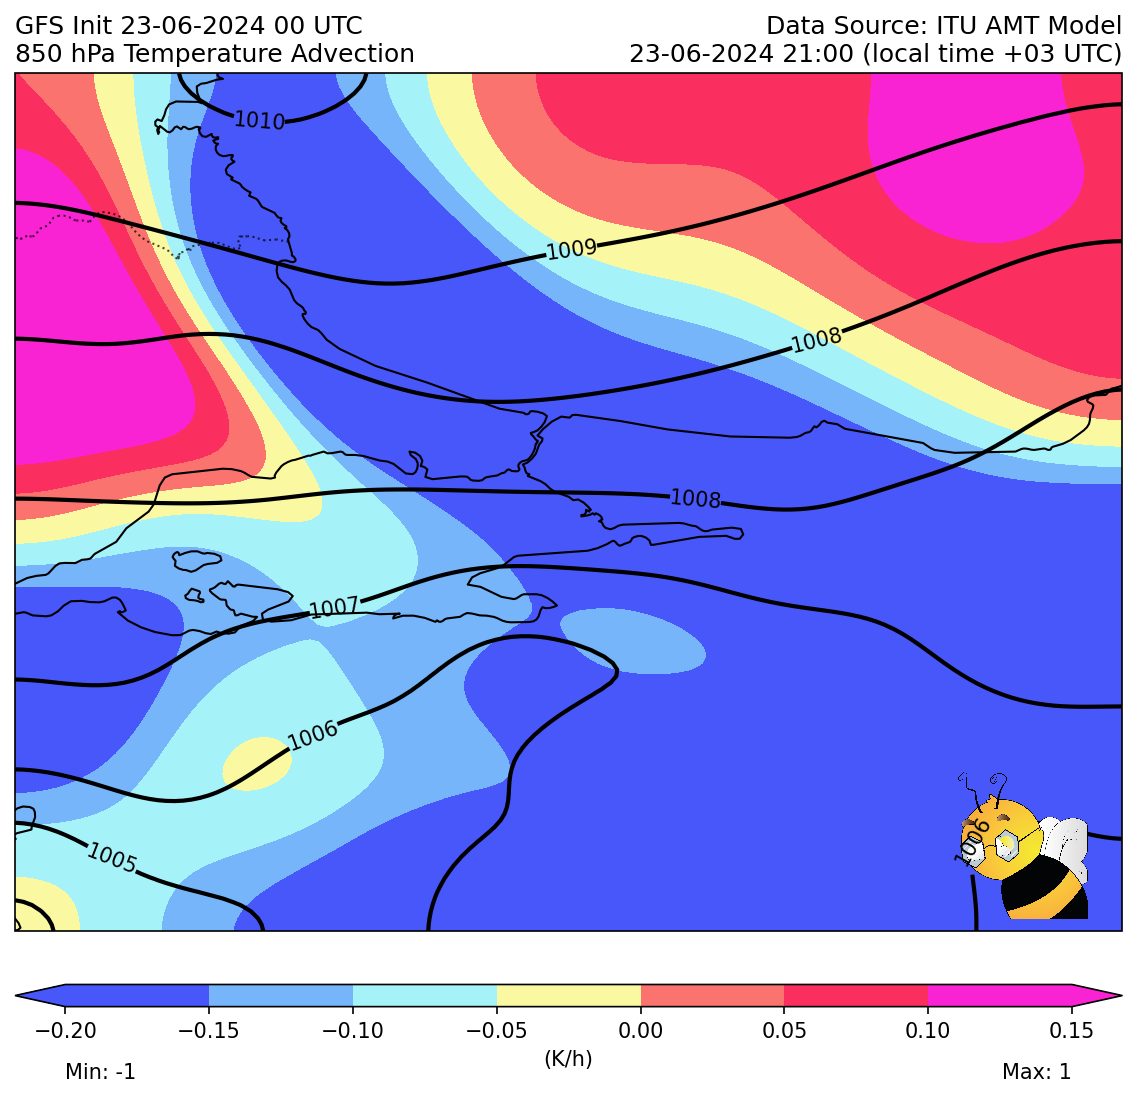 GFS Init 23-06-2024 00 UTC
Data Source: ITU AMT Model
850 hPa Temperature Advection
23-06-2024 21:00 (local time +03 UTC)
1010
1009
1008
1008
1007
1006
1006
1005
−0.20 −0.15 −0.10 −0.05 0.00 0.05 0.10 0.15
(K/h)
Min: -1
Max: 1